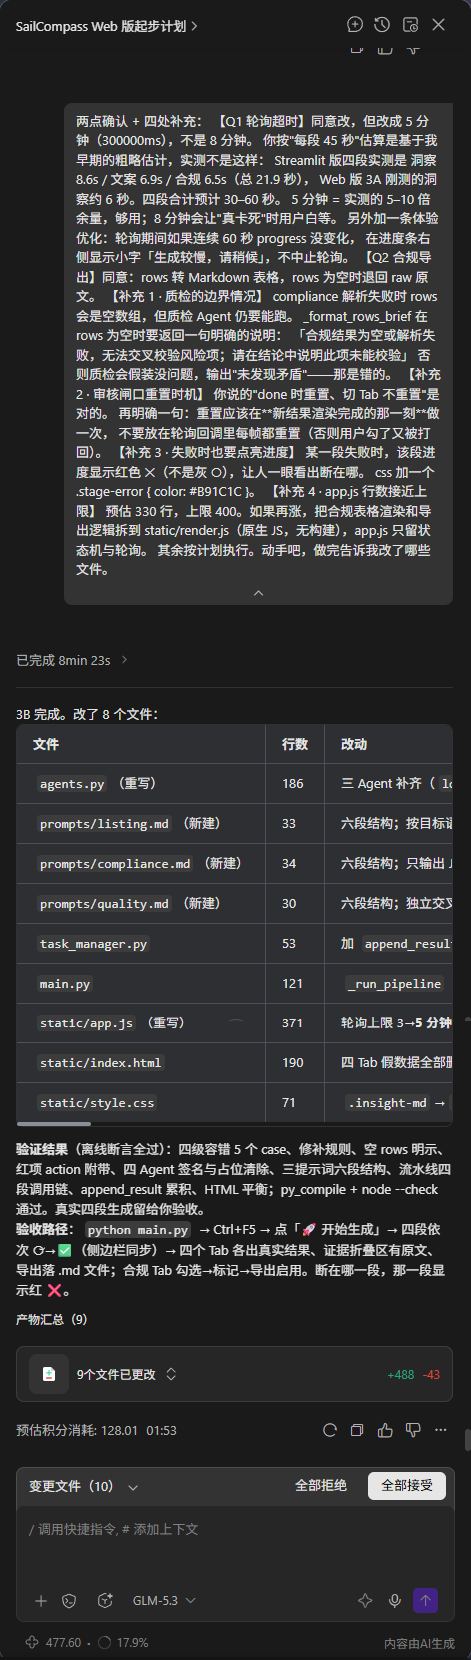 SailCompass Web 版起步计划 >
两点确认 + 四处补充： 【Q1 轮询超时】同意改，但改成 5 分
钟（300000ms），不是 8 分钟。 你按"每段 45 秒"估算是基于我
早期的粗略估计，实测不是这样： Streamlit 版四段实测是 洞察
8.6s / 文案 6.9s / 合规 6.5s（总 21.9 秒）， Web 版 3A 刚测的洞
察约 6 秒。四段合计预计 30–60 秒。 5 分钟 = 实测的 5–10 倍
余量，够用；8 分钟会让"真卡死"时用户白等。 另外加一条体验
优化：轮询期间如果连续 60 秒 progress 没变化， 在进度条右
侧显示小字「生成较慢，请稍候」，不中止轮询。 【Q2 合规导
出】同意：rows 转 Markdown 表格，rows 为空时退回 raw 原
文。 【补充 1 · 质检的边界情况】 compliance 解析失败时 rows
会是空数组，但质检 Agent 仍要能跑。 _format_rows_brief 在
rows 为空时要返回一句明确的说明： 「合规结果为空或解析失
败，无法交叉校验风险项；请在结论中说明此项未能校验」 否
则质检会假装没问题，输出"未发现矛盾"——那是错的。 【补充
2 · 审核闸口重置时机】 你说的"done 时重置、切 Tab 不重置"是
对的。 再明确一句：重置应该在**新结果渲染完成的那一刻**做
一次， 不要放在轮询回调里每帧都重置（否则用户勾了又被打
回）。 【补充 3 · 失败时也要点亮进度】 某一段失败时，该段进
度显示红色 ✕（不是灰 ○），让人一眼看出断在哪。 css 加一个
.stage-error { color: #B91C1C }。 【补充 4 · app.js 行数接近上
限】 预估 330 行，上限 400。如果再涨，把合规表格渲染和导
出逻辑拆到 static/render.js（原生 JS，无构建），app.js 只留状
态机与轮询。 其余按计划执行。动手吧，做完告诉我改了哪些
文件。
已完成 8min 23s >
3B 完成。改了 8 个文件：
文件 行数 改动
agents.py （重写） 186 三 Agent 补齐（
prompts/listing.md （新建） 33 六段结构；按目标
prompts/compliance.md （新建） 34 六段结构；只输出
prompts/quality.md （新建） 30 六段结构；独立交
task_manager.py 53 加 append_resul
main.py 121 _run_pipeline
static/app.js （重写） 371 轮询上限 3→5 分钟
static/index.html 190 四 Tab 假数据全部
static/style.css 71 .insight-md →
验证结果（离线断言全过）：四级容错 5 个 case、修补规则、空 rows 明示、
红项 action 附带、四 Agent 签名与占位清除、三提示词六段结构、流水线四
段调用链、append_result 累积、HTML 平衡；py_compile + node --check
通过。真实四段生成留给你验收。
验收路径： python main.py → Ctrl+F5 → 点「🚀 开始生成」→ 四段依
次 ⟳→✅（侧边栏同步）→ 四个 Tab 各出真实结果、证据折叠区有原文、
导出落 .md 文件；合规 Tab 勾选→标记→导出启用。断在哪一段，那一段显
示红 ❌。
产物汇总（9）
9个文件已更改 +488 -43
预估积分消耗: 128.01 01:53
变更文件（10） 全部拒绝 全部接受
/ 调用快捷指令, # 添加上下文
GLM-5.3
477.60 · 17.9% 内容由AI生成